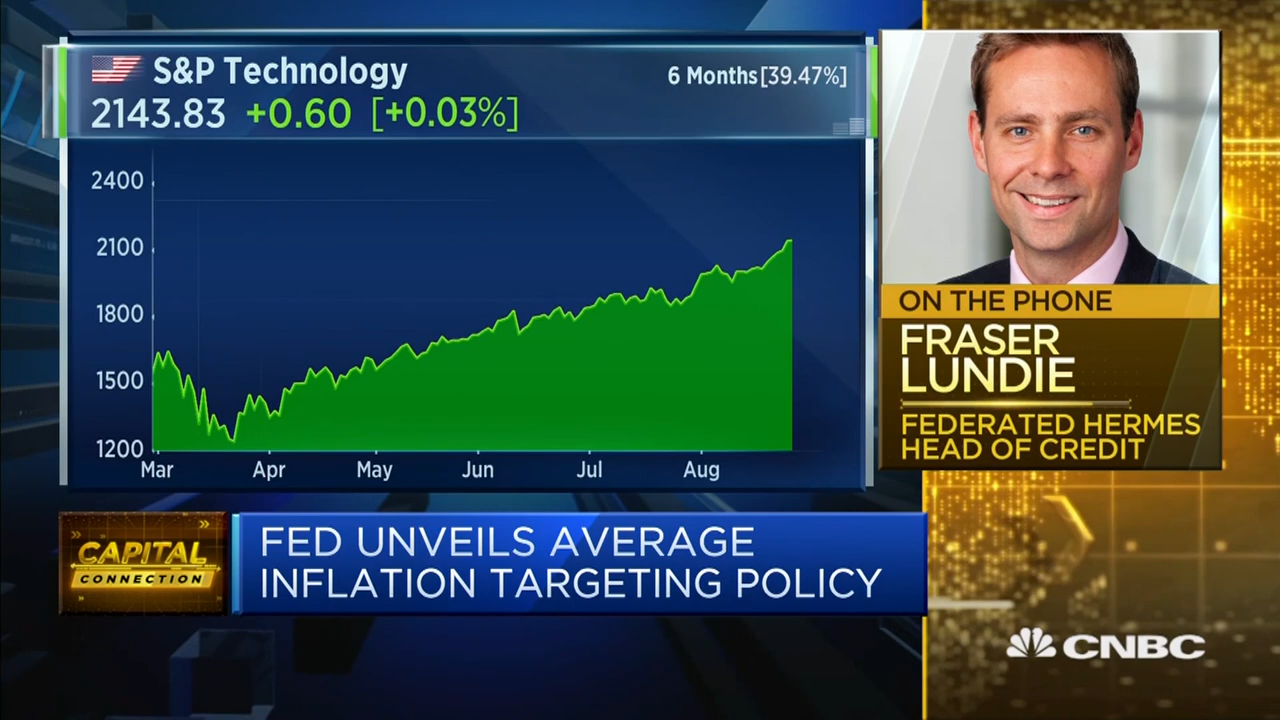 S&P Technology
6 Months[39.47%]
2143.83 +0.60 [+0.03%]
2400
2100
1800
1500
1200
Mar Apr May Jun Jul Aug
ON THE PHONE
FRASER
LUNDIE
FEDERATED HERMES
HEAD OF CREDIT
CAPITAL
CONNECTION
FED UNVEILS AVERAGE
INFLATION TARGETING POLICY
CNBC